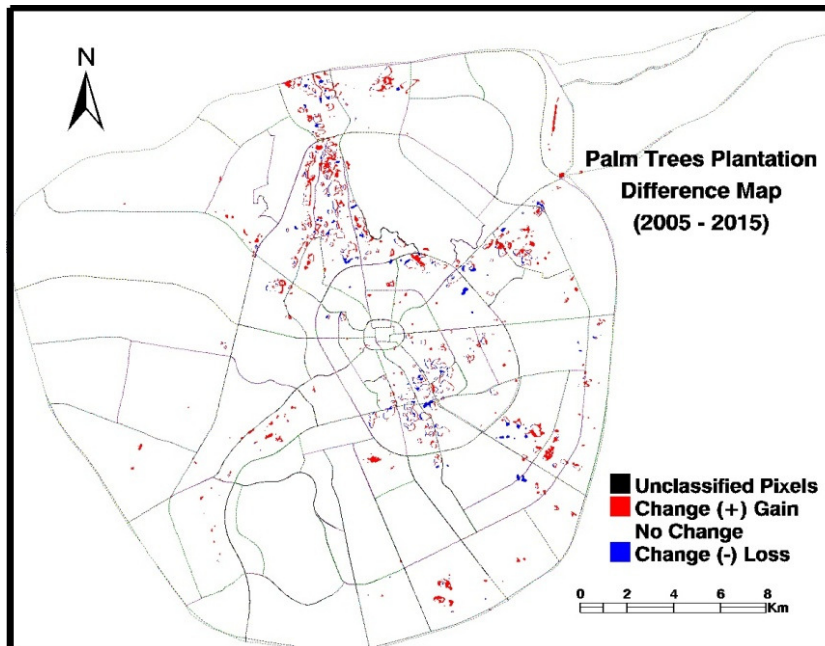 N
Palm Trees Plantation
Difference Map
(2005 - 2015)
Unclassified Pixels
Change (+) Gain
No Change
Change (-) Loss
0 2 4 6 8
Km